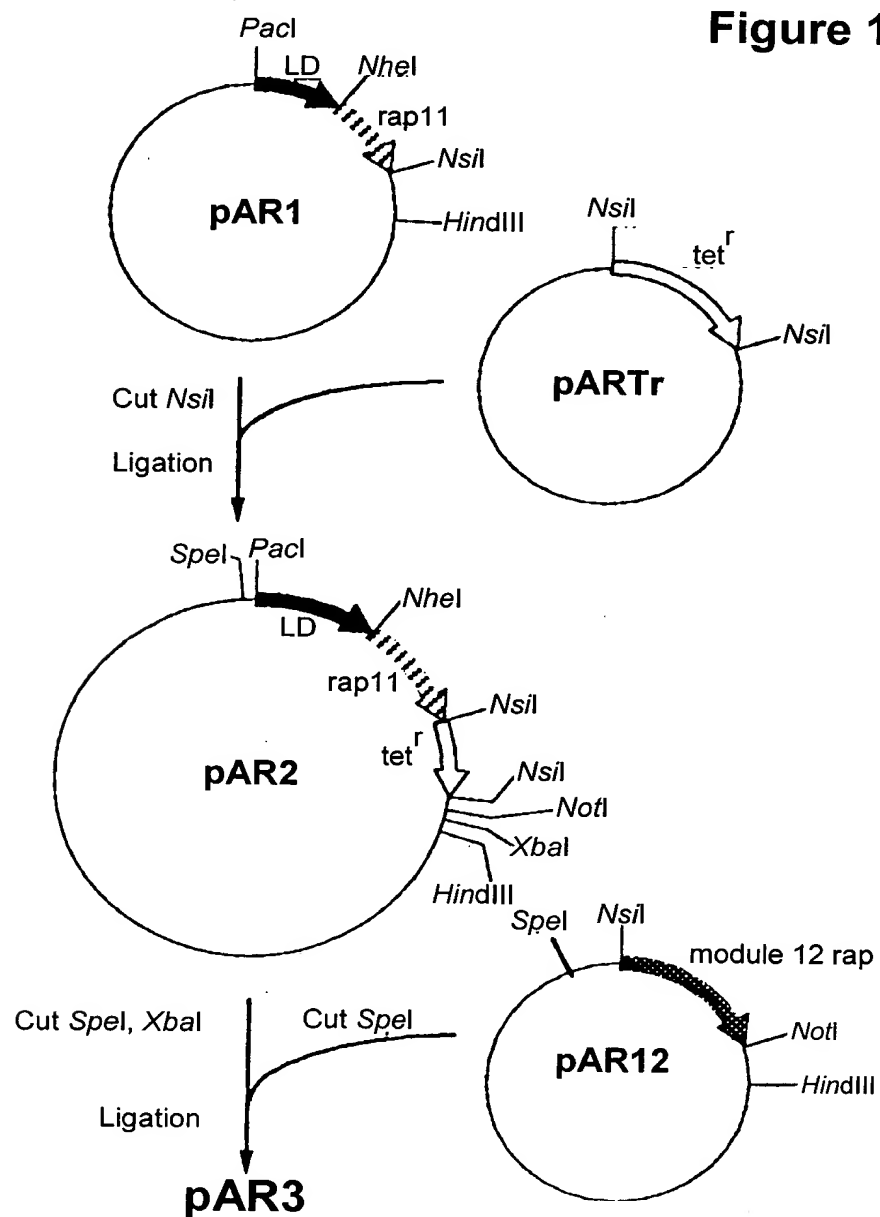 Figure 1
PacI
LD
NheI
rap11
NsiI
pAR1
HindIII
NsiI
tet^r
NsiI
pARTr
Cut NsiI
Ligation
SpeI PacI
NheI
LD
rap11
NsiI
tet^r
pAR2
NsiI
NotI
XbaI
HindIII
SpeI
NsiI
module 12 rap
Cut SpeI, XbaI
Cut SpeI
NotI
pAR12
HindIII
Ligation
pAR3